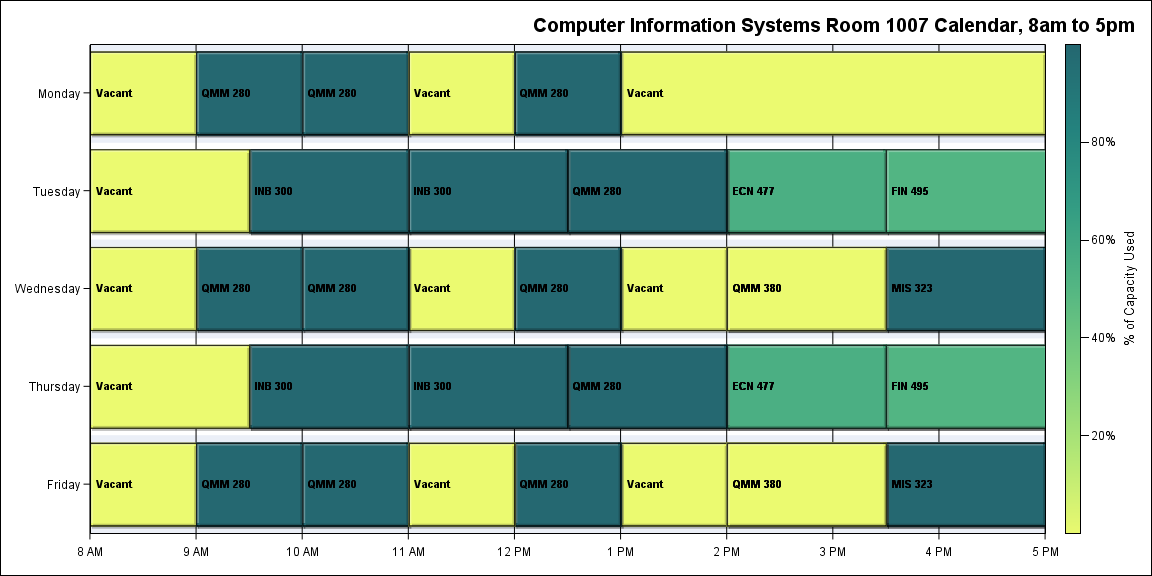 Computer Information Systems Room 1007 Calendar, 8am to 5pm
Monday Vacant QMM 280 QMM 280 Vacant QMM 280 Vacant
Tuesday Vacant INB 300 INB 300 QMM 280 ECN 477 FIN 495
Wednesday Vacant QMM 280 QMM 280 Vacant QMM 280 Vacant QMM 380 MIS 323
Thursday Vacant INB 300 INB 300 QMM 280 ECN 477 FIN 495
Friday Vacant QMM 280 QMM 280 Vacant QMM 280 Vacant QMM 380 MIS 323
8 AM 9 AM 10 AM 11 AM 12 PM 1 PM 2 PM 3 PM 4 PM 5 PM
80%
60%
40%
20%
% of Capacity Used